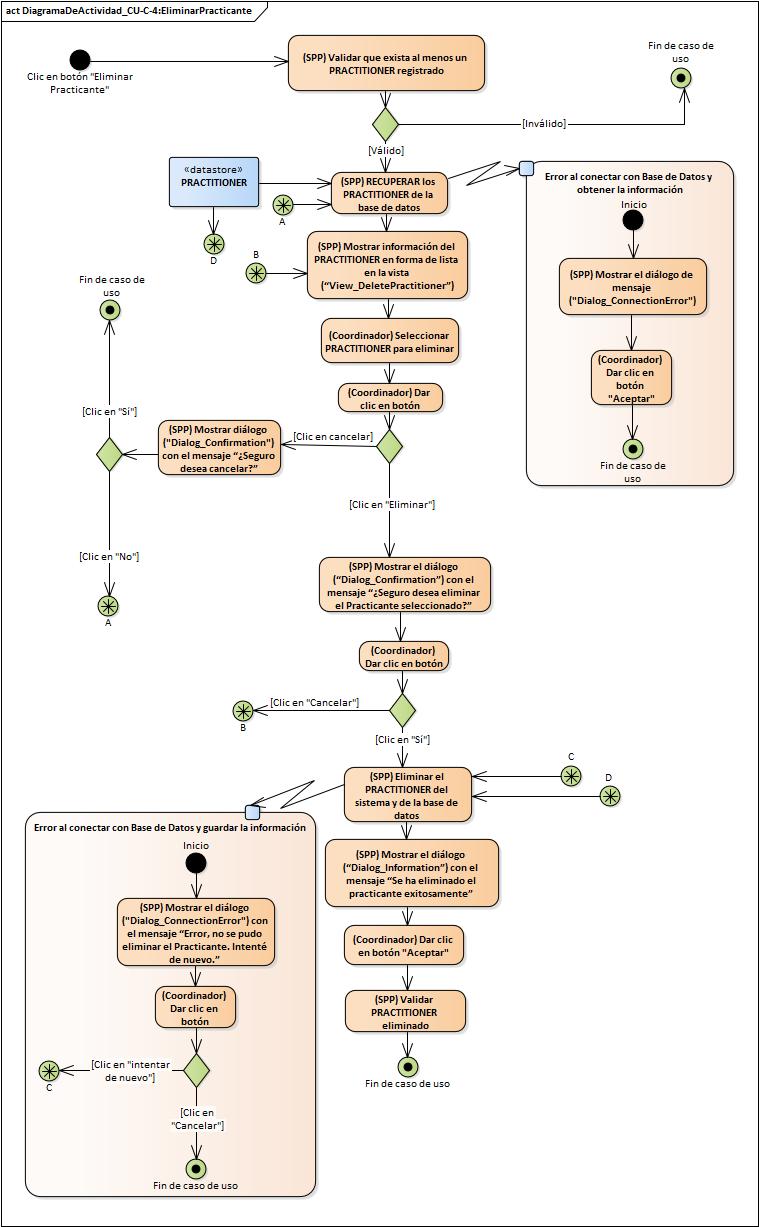 act DiagramaDeActividad_CU-C-4:EliminarPracticante
Clic en botón "Eliminar
Practicante"
(SPP) Validar que exista al menos un
PRACTITIONER registrado
Fin de caso de
uso
[Inválido]
[Válido]
«datastore»
PRACTITIONER
(SPP) RECUPERAR los
PRACTITIONER de la
base de datos
A
D
B
(SPP) Mostrar información del
PRACTITIONER en forma de lista
en la vista
(“View_DeletePractitioner”)
Error al conectar con Base de Datos y
obtener la información
Inicio
(SPP) Mostrar el diálogo de
mensaje
("Dialog_ConnectionError")
(Coordinador)
Dar clic en
botón
"Aceptar"
Fin de caso de
uso
Fin de caso de
uso
(Coordinador) Seleccionar
PRACTITIONER para eliminar
(Coordinador) Dar
clic en botón
[Clic en "Sí"]
[Clic en cancelar]
(SPP) Mostrar diálogo
("Dialog_Confirmation")
con el mensaje “¿Seguro
desea cancelar?”
[Clic en "Eliminar"]
[Clic en "No"]
A
(SPP) Mostrar el diálogo
(“Dialog_Confirmation”) con el
mensaje “¿Seguro desea eliminar
el Practicante seleccionado?”
(Coordinador)
Dar clic en botón
[Clic en "Cancelar"]
B
[Clic en "Sí"]
(SPP) Eliminar el
PRACTITIONER del
sistema y de la base de
datos
C
D
(SPP) Mostrar el diálogo
(“Dialog_Information”) con el
mensaje “Se ha eliminado el
practicante exitosamente”
(Coordinador) Dar clic
en botón "Aceptar"
(SPP) Validar
PRACTITIONER
eliminado
Fin de caso de uso
Error al conectar con Base de Datos y guardar la información
Inicio
(SPP) Mostrar el diálogo
("Dialog_ConnectionError") con
el mensaje “Error, no se pudo
eliminar el Practicante. Intenté
de nuevo.”
(Coordinador)
Dar clic en
botón
[Clic en "intentar
de nuevo"]
C
[Clic en
"Cancelar"]
Fin de caso de uso